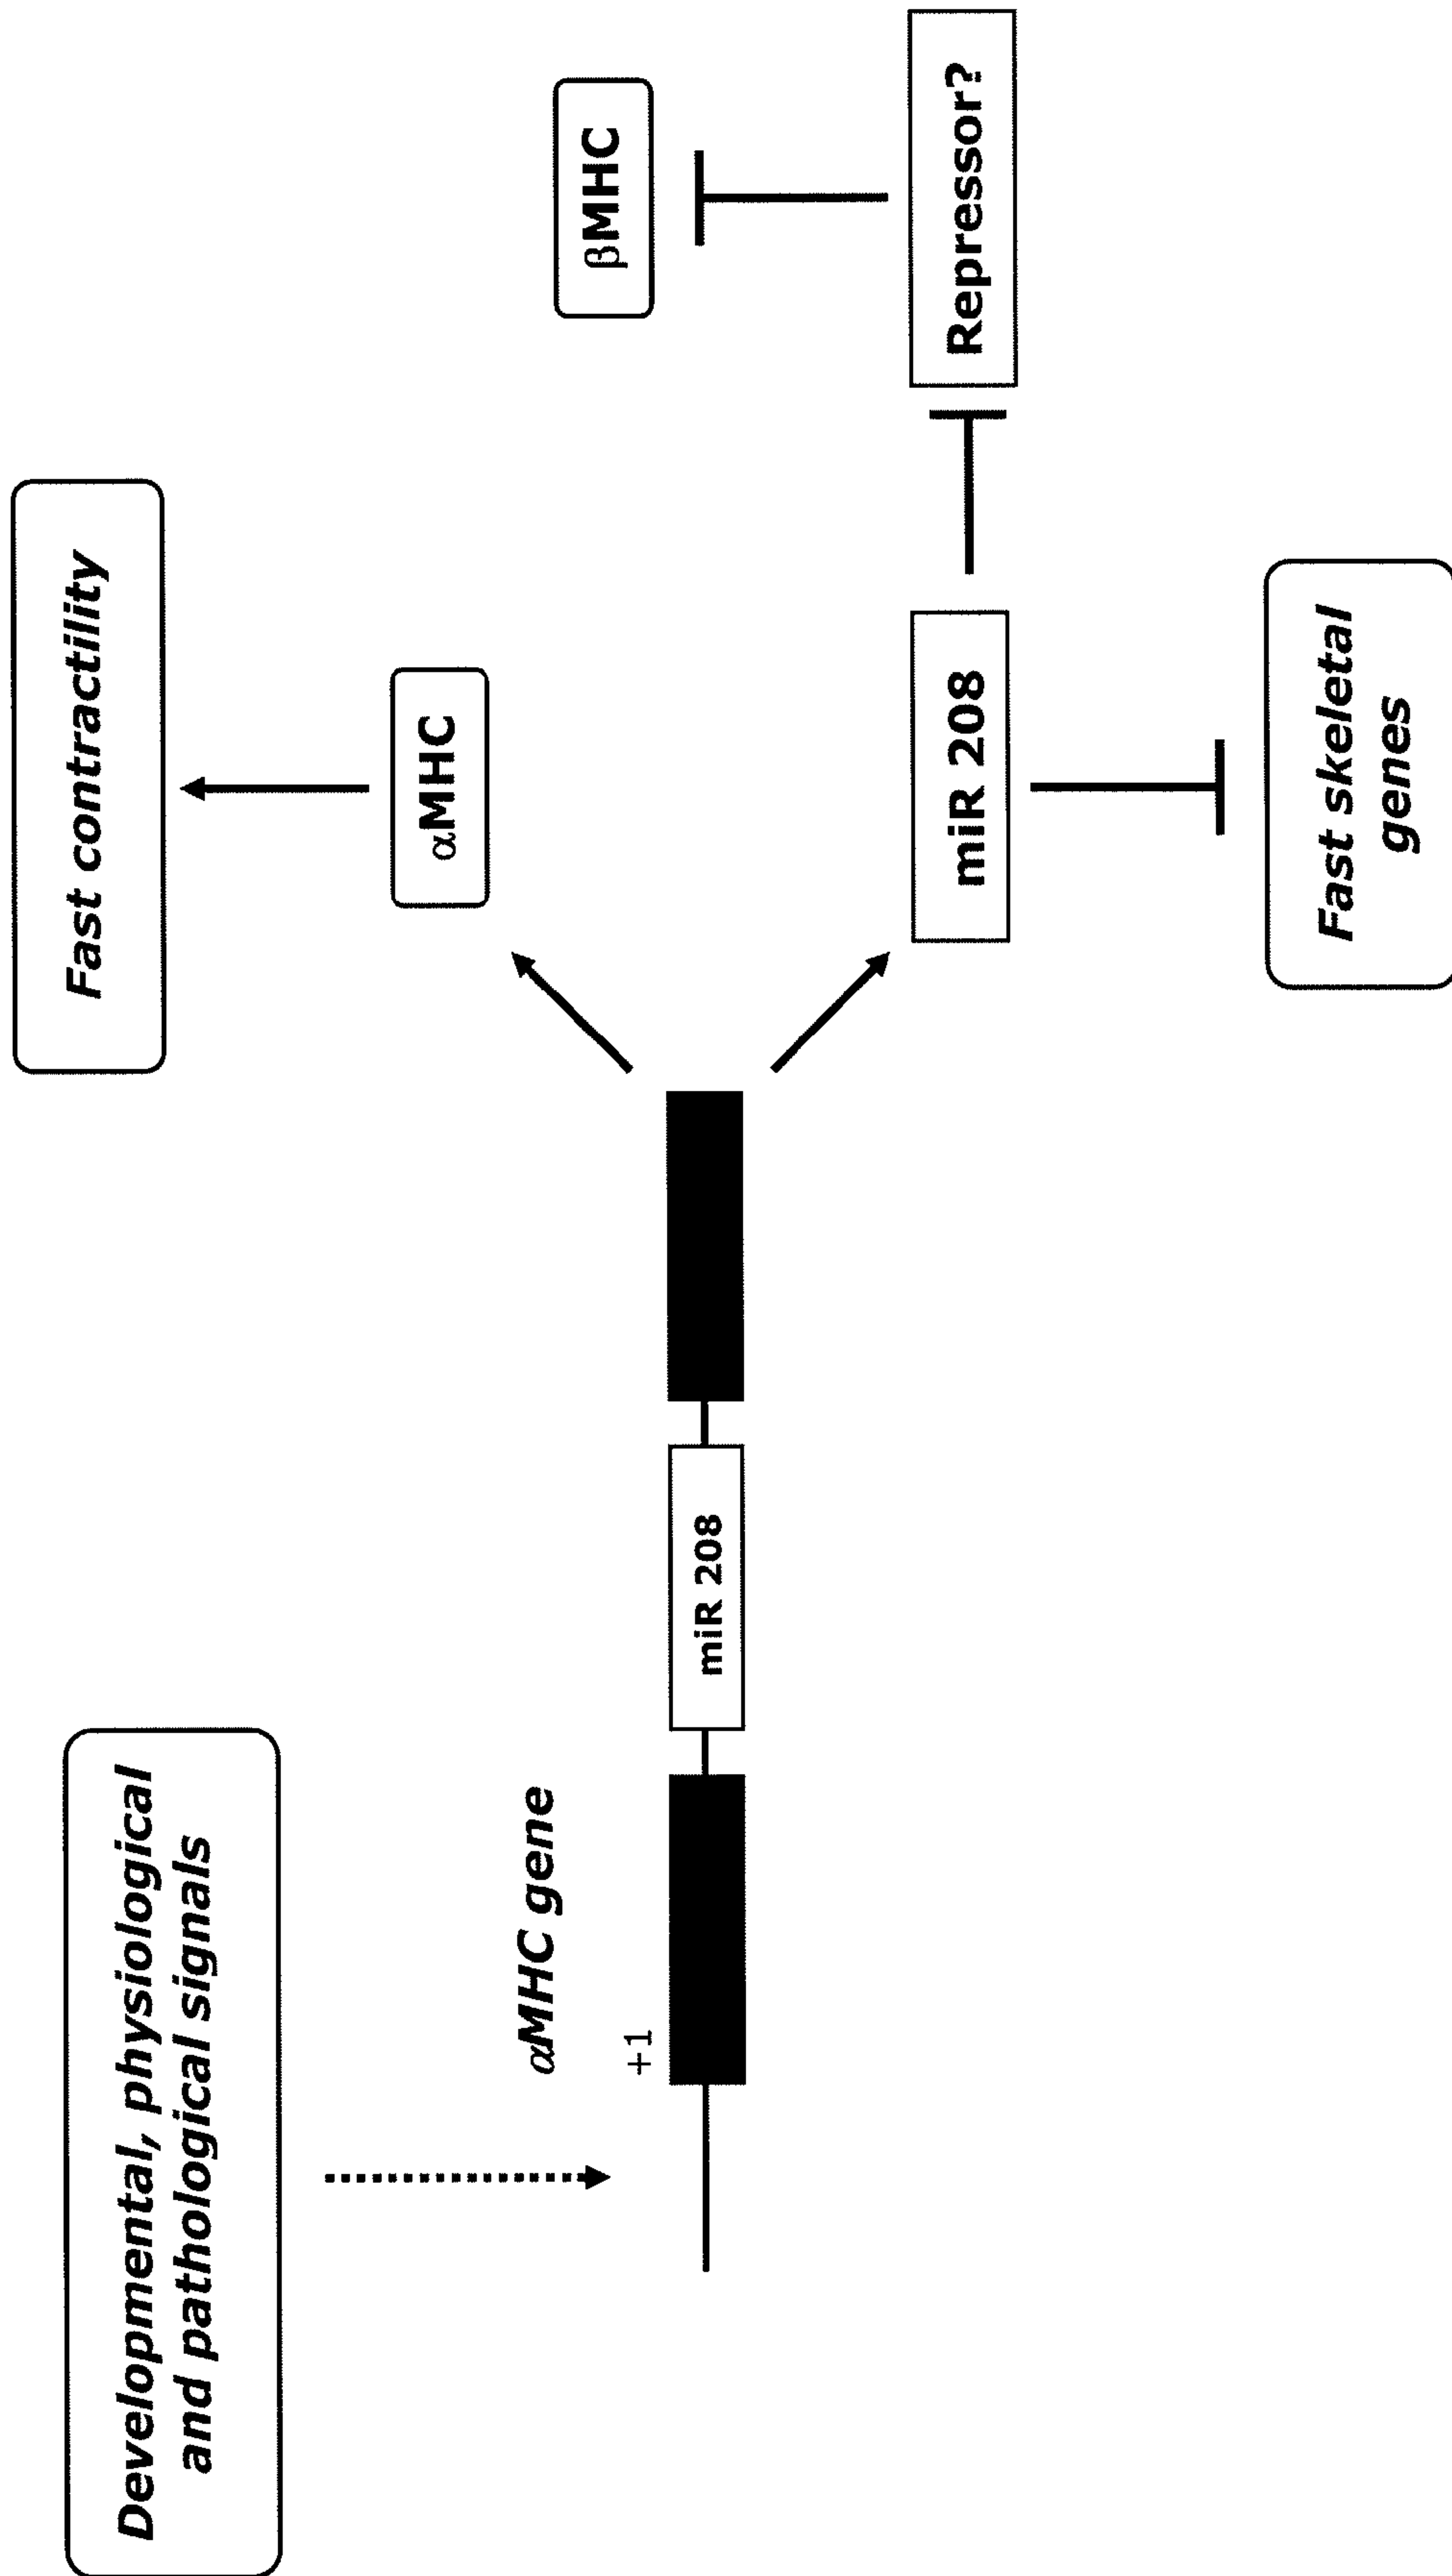 Developmental, physiological
and pathological signals
αMHC gene
+1
miR 208
Fast contractility
αMHC
miR 208
Fast skeletal
genes
βMHC
Repressor?